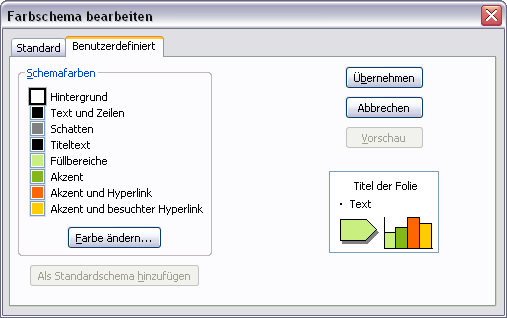 Farbschema bearbeiten
Standard
Benutzerdefiniert
Schemafarben
Hintergrund
Text und Zeilen
Schatten
Titeltext
Füllbereiche
Akzent
Akzent und Hyperlink
Akzent und besuchter Hyperlink
Farbe ändern...
Als Standardschema hinzufügen
Übernehmen
Abbrechen
Vorschau
Titel der Folie
• Text